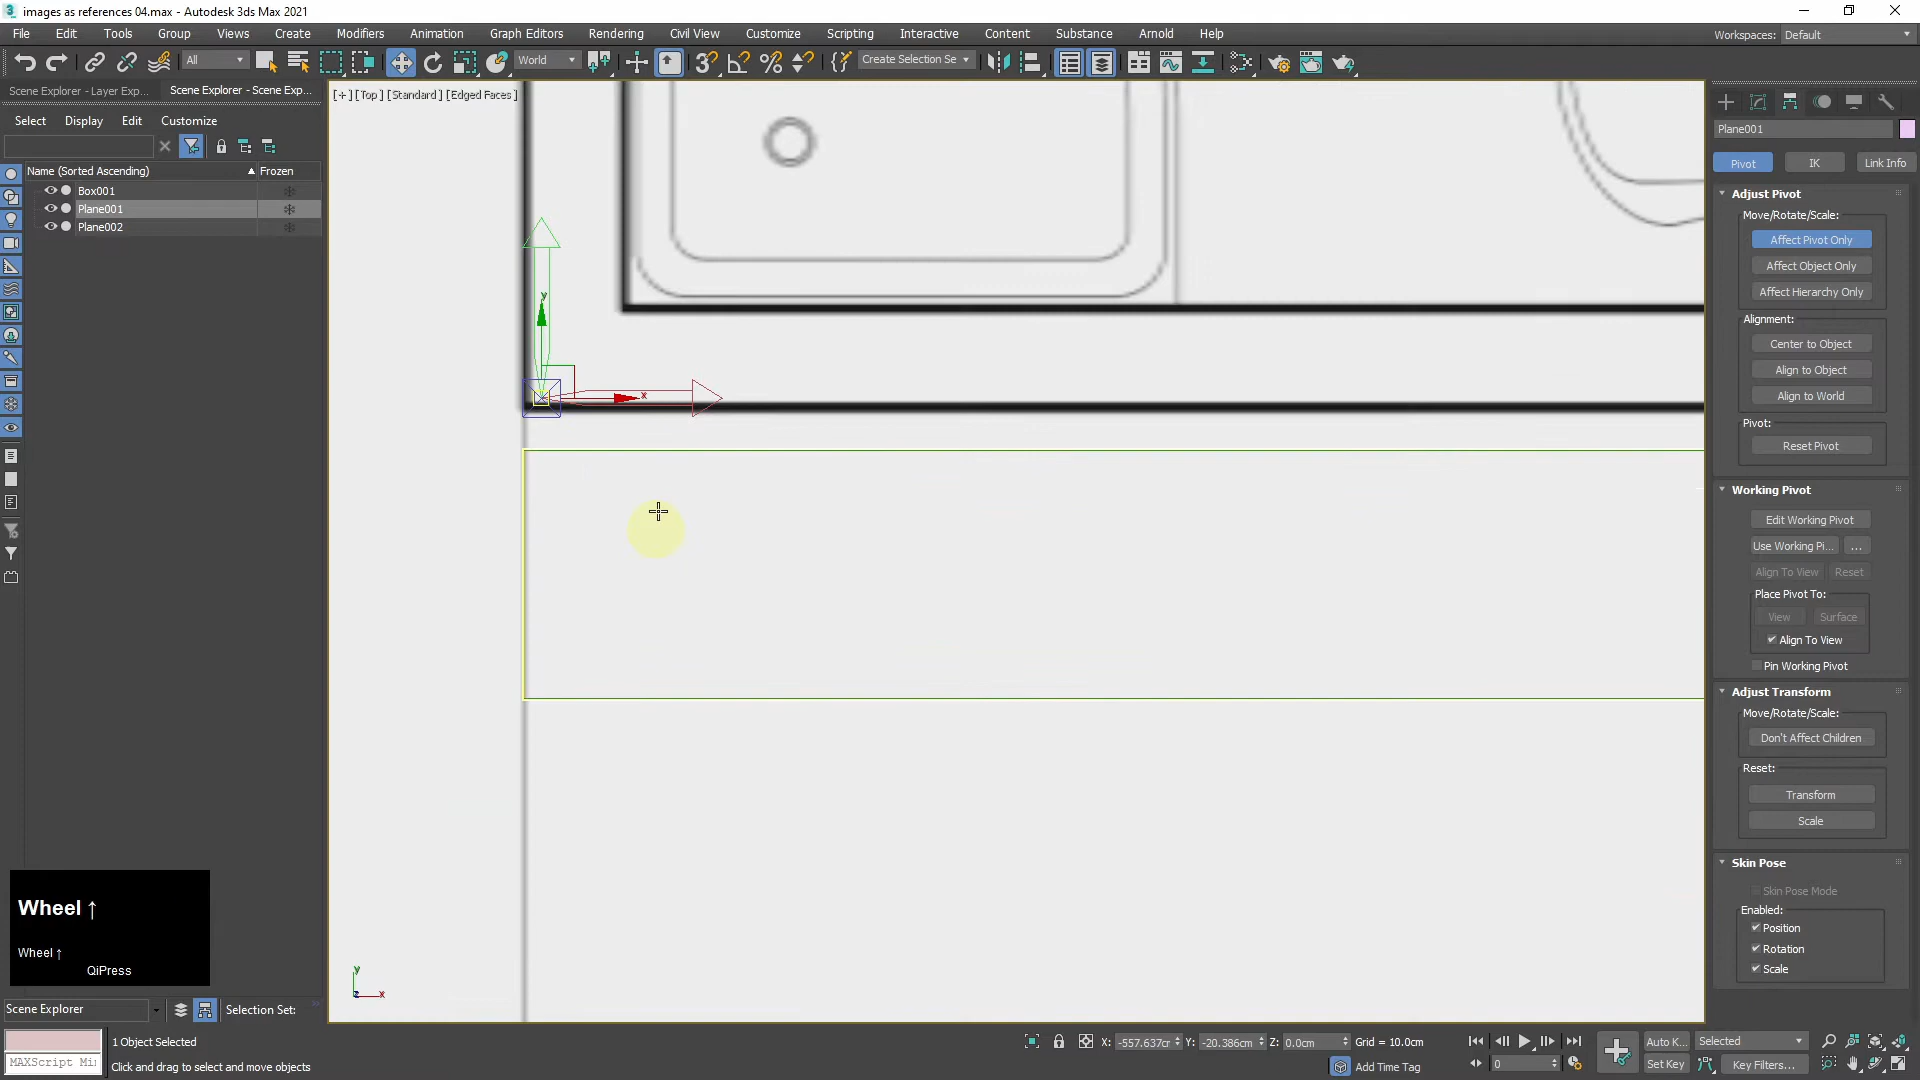 images as references 04.max - Autodesk 3ds Max 2021
File Edit Tools Group Views Create Modifiers Animation Graph Editors Rendering Civil View Customize Scripting Interactive Content Substance Arnold Help
Workspaces: Default
All
World
Create Selection Se
Scene Explorer - Layer Exp...
Scene Explorer - Scene Exp...
[+] [Top] [Standard] [Edged Faces]
Select Display Edit Customize
Name (Sorted Ascending)
Frozen
Box001
Plane001
Plane002
Plane001
Pivot
IK
Link Info
Adjust Pivot
Move/Rotate/Scale:
Affect Pivot Only
Affect Object Only
Affect Hierarchy Only
Alignment:
Center to Object
Align to Object
Align to World
Pivot:
Reset Pivot
Working Pivot
Edit Working Pivot
Use Working Pi... ...
Align To View Reset
Place Pivot To:
View Surface
Align To View
Pin Working Pivot
Adjust Transform
Move/Rotate/Scale:
Don't Affect Children
Reset:
Transform
Scale
Skin Pose
Skin Pose Mode
Enabled:
Position
Rotation
Scale
y
x
y
x
z
Wheel ↑
Wheel ↑
QiPress
Scene Explorer
Selection Set:
MAXScript Mi
1 Object Selected
Click and drag to select and move objects
X: -557.637cr Y: -20.386cm Z: 0.0cm Grid = 10.0cm
Add Time Tag
0
Auto K... Selected
Set Key Key Filters...